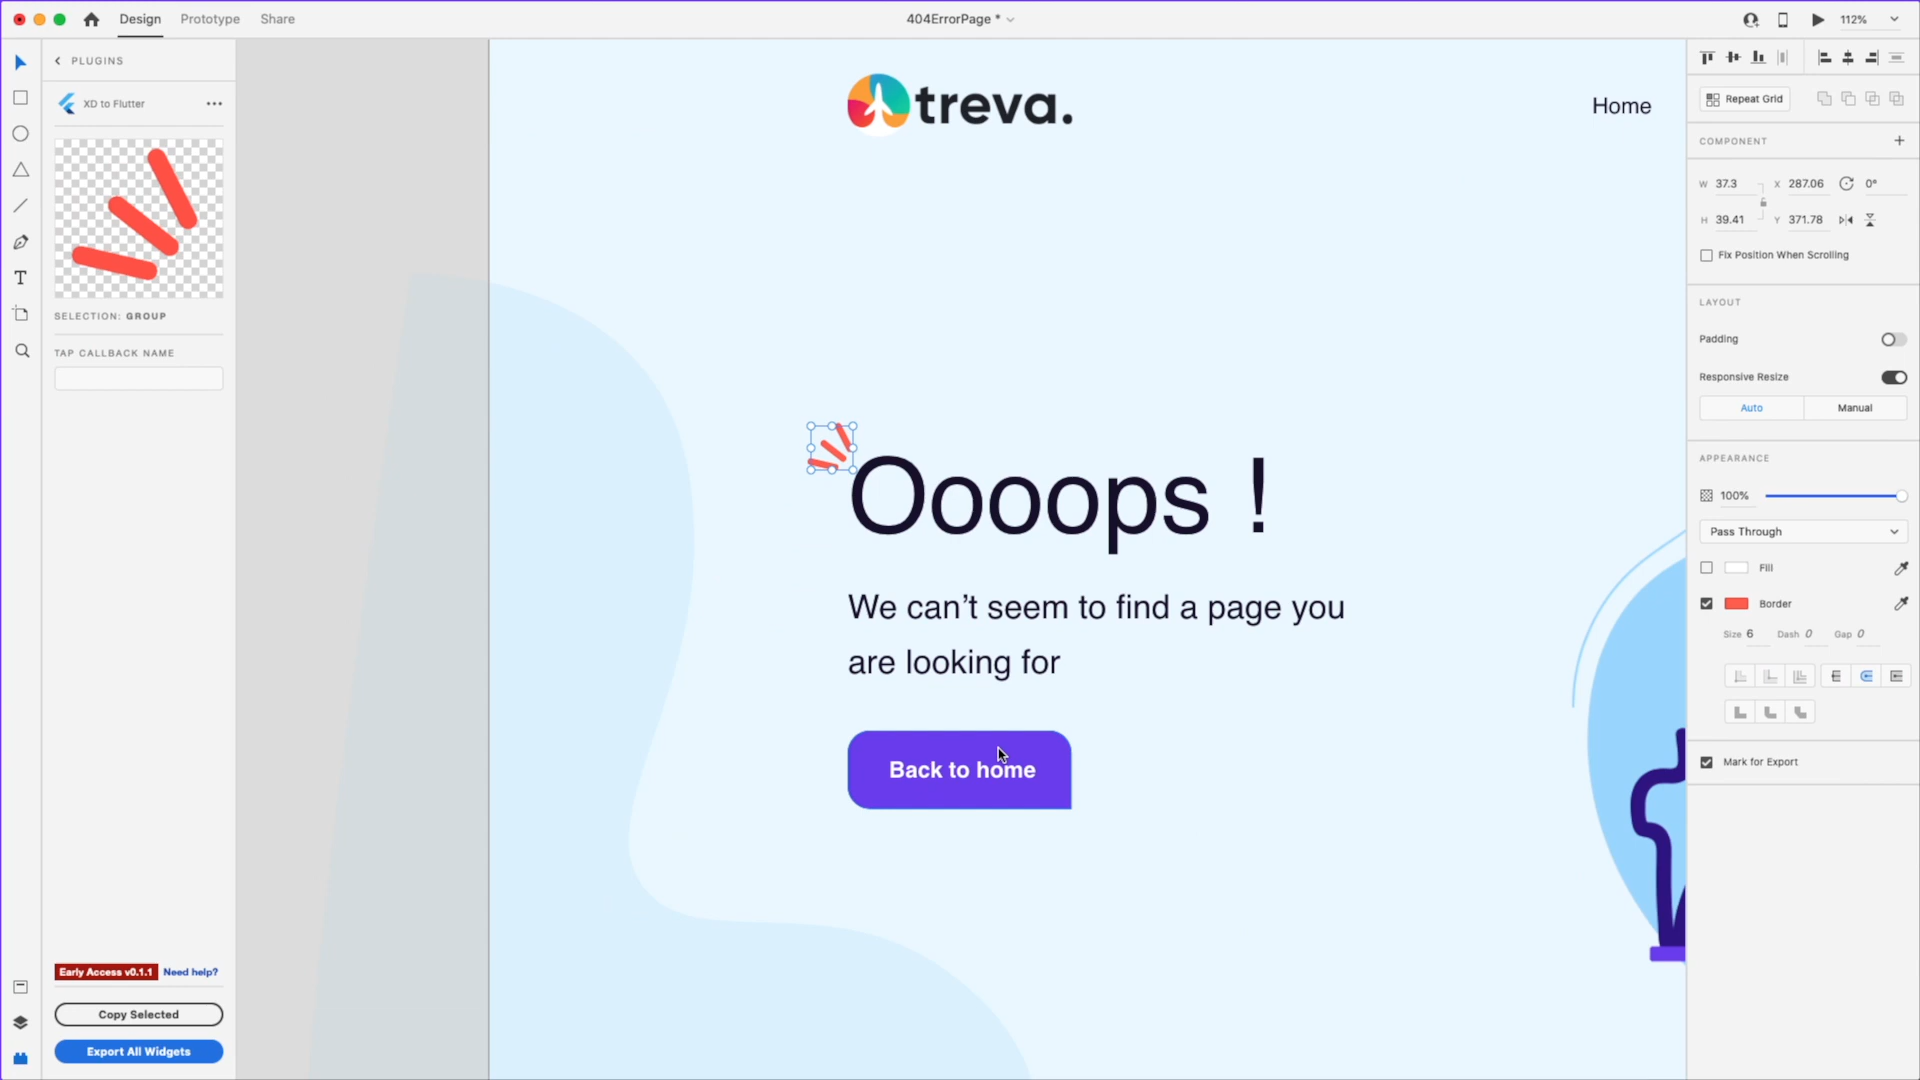 Design
Prototype
Share
404ErrorPage *
112%
PLUGINS
XD to Flutter
SELECTION: GROUP
TAP CALLBACK NAME
Early Access v0.1.1
Need help?
Copy Selected
Export All Widgets
treva.
Home
Oooops !
We can’t seem to find a page you
are looking for
Back to home
Repeat Grid
COMPONENT
W 37.3
X 287.06
0°
H 39.41
Y 371.78
Fix Position When Scrolling
LAYOUT
Padding
Responsive Resize
Auto
Manual
APPEARANCE
100%
Pass Through
Fill
Border
Size 6
Dash 0
Gap 0
Mark for Export